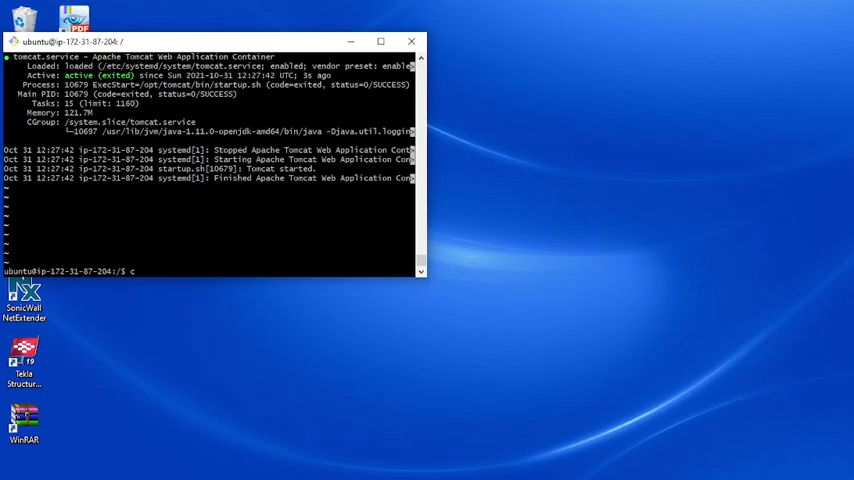 PDF
ubuntu@ip-172-31-87-204: /
● tomcat.service - Apache Tomcat Web Application Container
Loaded: loaded (/etc/systemd/system/tomcat.service; enabled; vendor preset: enable>
Active: active (exited) since Sun 2021-10-31 12:27:42 UTC; 3s ago
Process: 10679 ExecStart=/opt/tomcat/bin/startup.sh (code=exited, status=0/SUCCESS)
Main PID: 10679 (code=exited, status=0/SUCCESS)
Tasks: 15 (limit: 1160)
Memory: 121.7M
CGroup: /system.slice/tomcat.service
└─10697 /usr/lib/jvm/java-1.11.0-openjdk-amd64/bin/java -Djava.util.loggin>
Oct 31 12:27:42 ip-172-31-87-204 systemd[1]: Stopped Apache Tomcat Web Application Cont>
Oct 31 12:27:42 ip-172-31-87-204 systemd[1]: Starting Apache Tomcat Web Application Con>
Oct 31 12:27:42 ip-172-31-87-204 startup.sh[10679]: Tomcat started.
Oct 31 12:27:42 ip-172-31-87-204 systemd[1]: Finished Apache Tomcat Web Application Con>
~
~
~
~
~
~
~
~
~
ubuntu@ip-172-31-87-204:/$ c
SonicWall
NetExtender
19
Tekla
Structur...
WinRAR